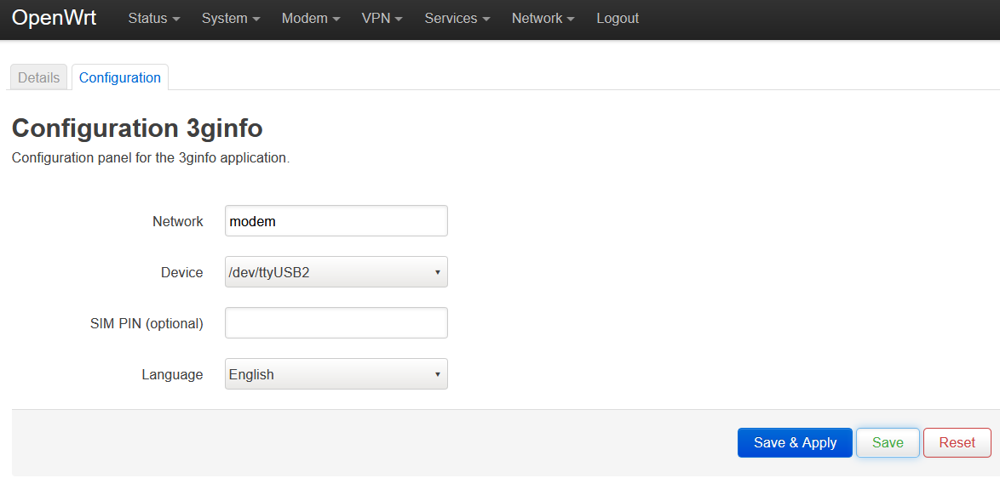 OpenWrt Status System Modem VPN Services Network Logout
Details Configuration
Configuration 3ginfo
Configuration panel for the 3ginfo application.
Network modem
Device /dev/ttyUSB2
SIM PIN (optional)
Language English
Save & Apply Save Reset